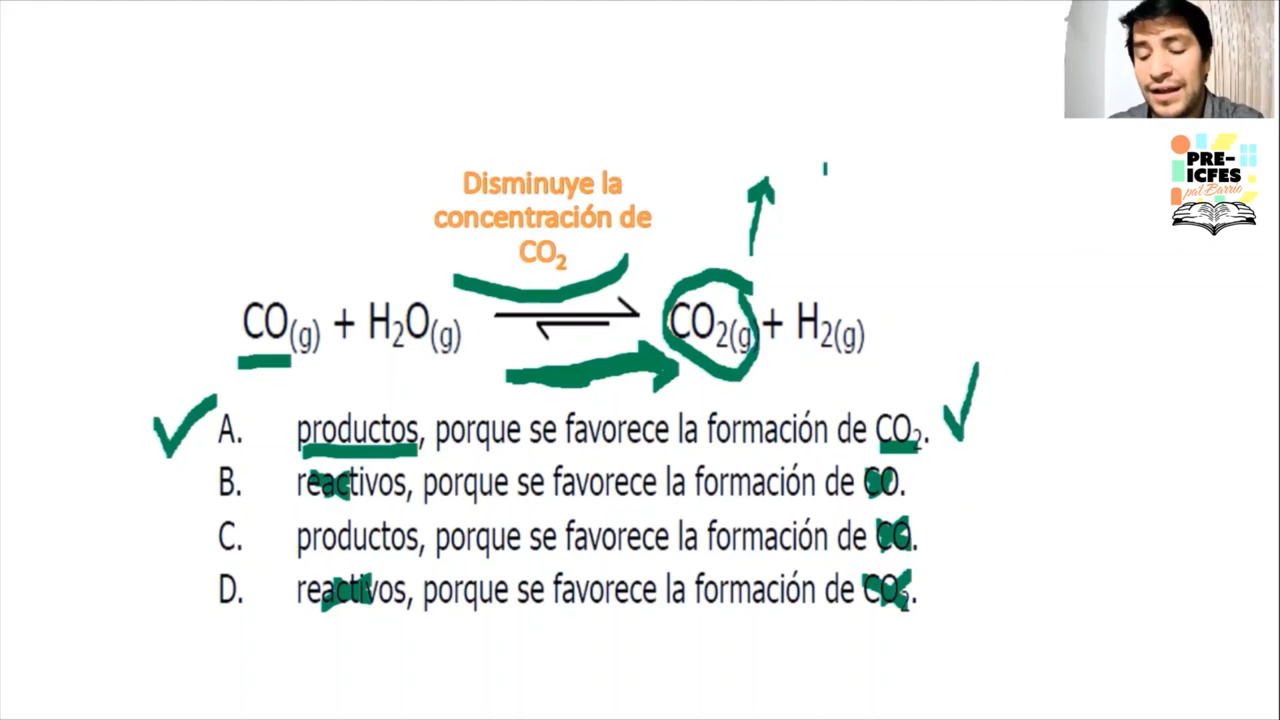 PRE-
ICFES
pa'l Barrio
Disminuye la
concentración de
CO₂
CO(g) + H₂O(g) ⇌ CO₂(g) + H₂(g)
A. productos, porque se favorece la formación de CO₂.
B. reactivos, porque se favorece la formación de CO.
C. productos, porque se favorece la formación de CO.
D. reactivos, porque se favorece la formación de CO₂.